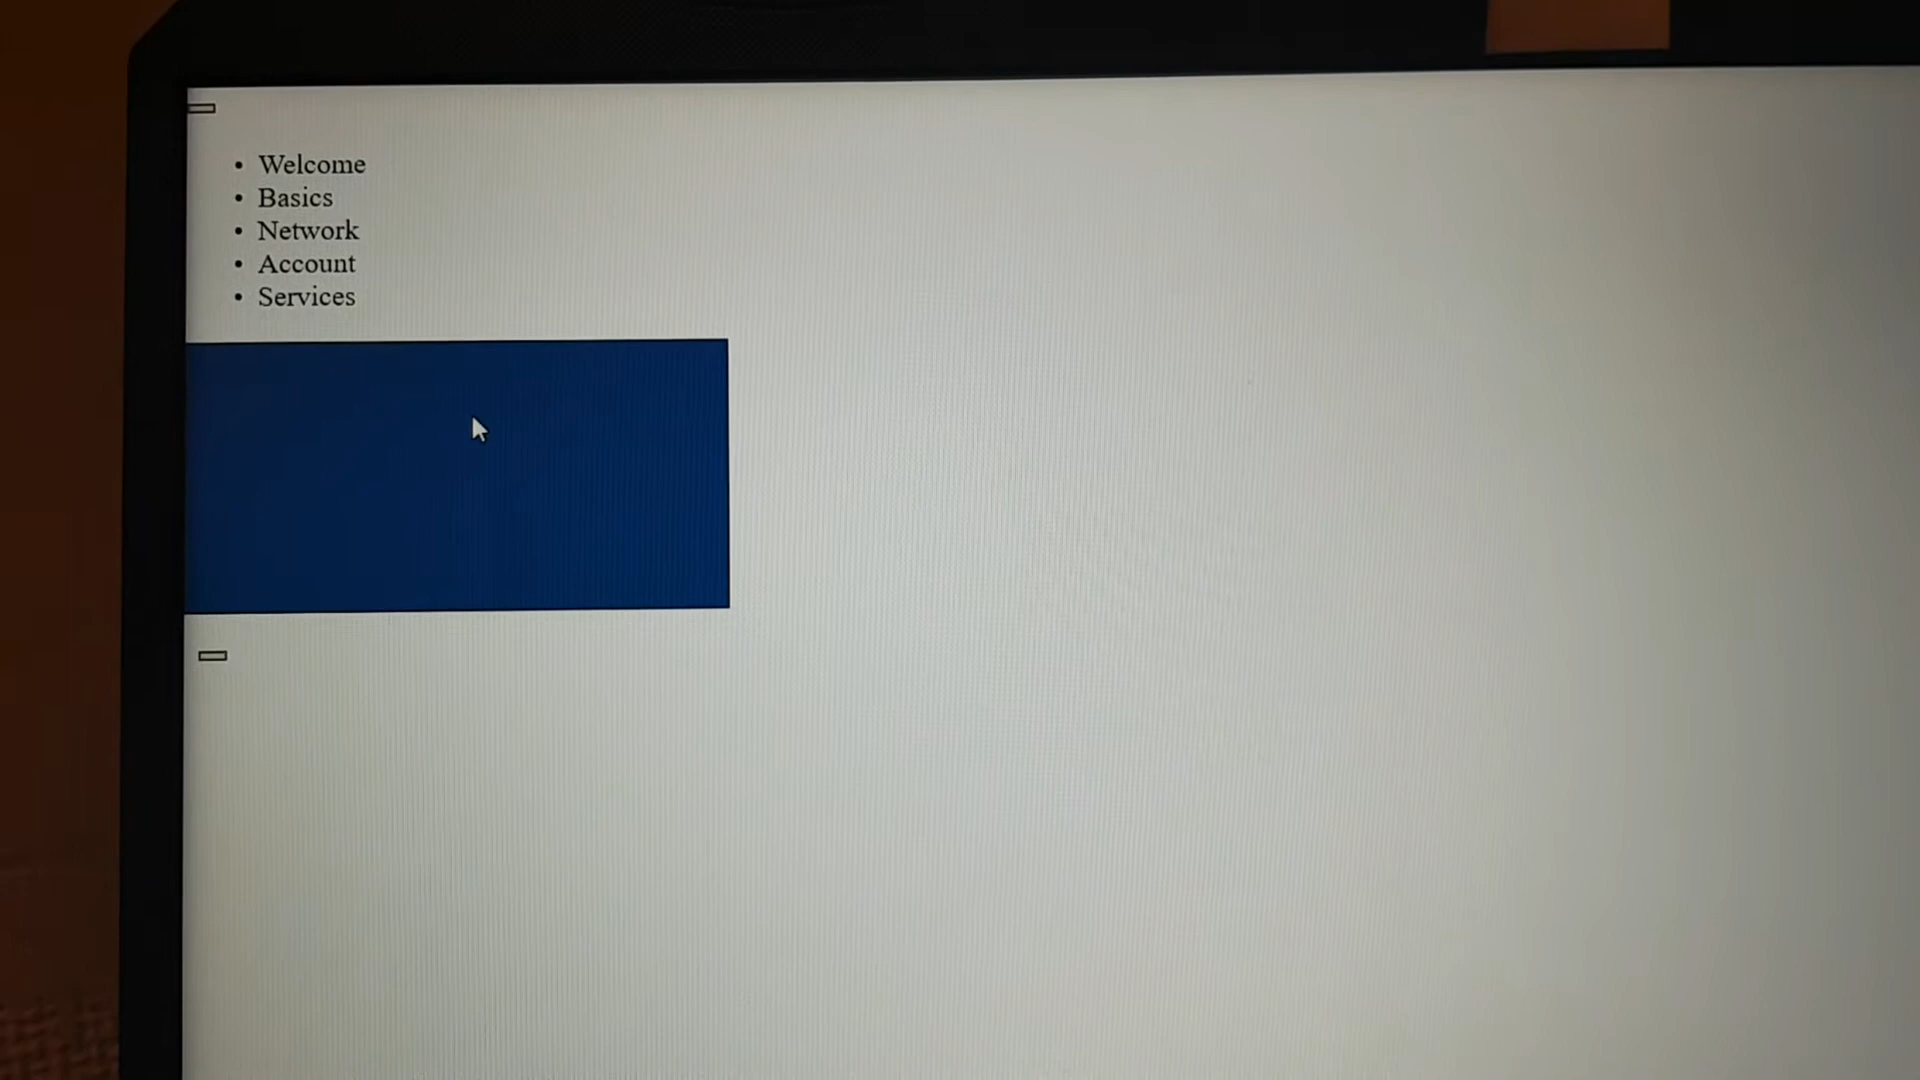 • Welcome
• Basics
• Network
• Account
• Services